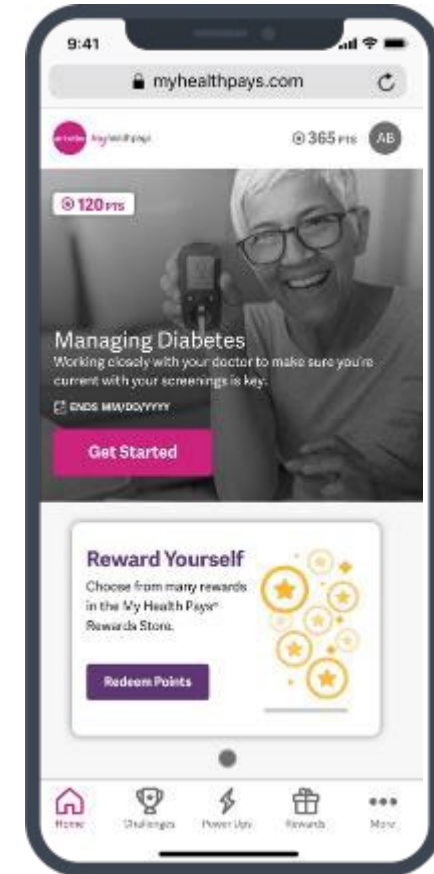 9:41
myhealthpays.com
365 PTS
AB
120 PTS
Managing Diabetes
Working closely with your doctor to make sure you're
current with your screenings is key.
ENDS MM/DD/YYYY
Get Started
Reward Yourself
Choose from many rewards
in the My Health Pays®
Rewards Store.
Redeem Points
Home
Challenges
Power Ups
Rewards
More